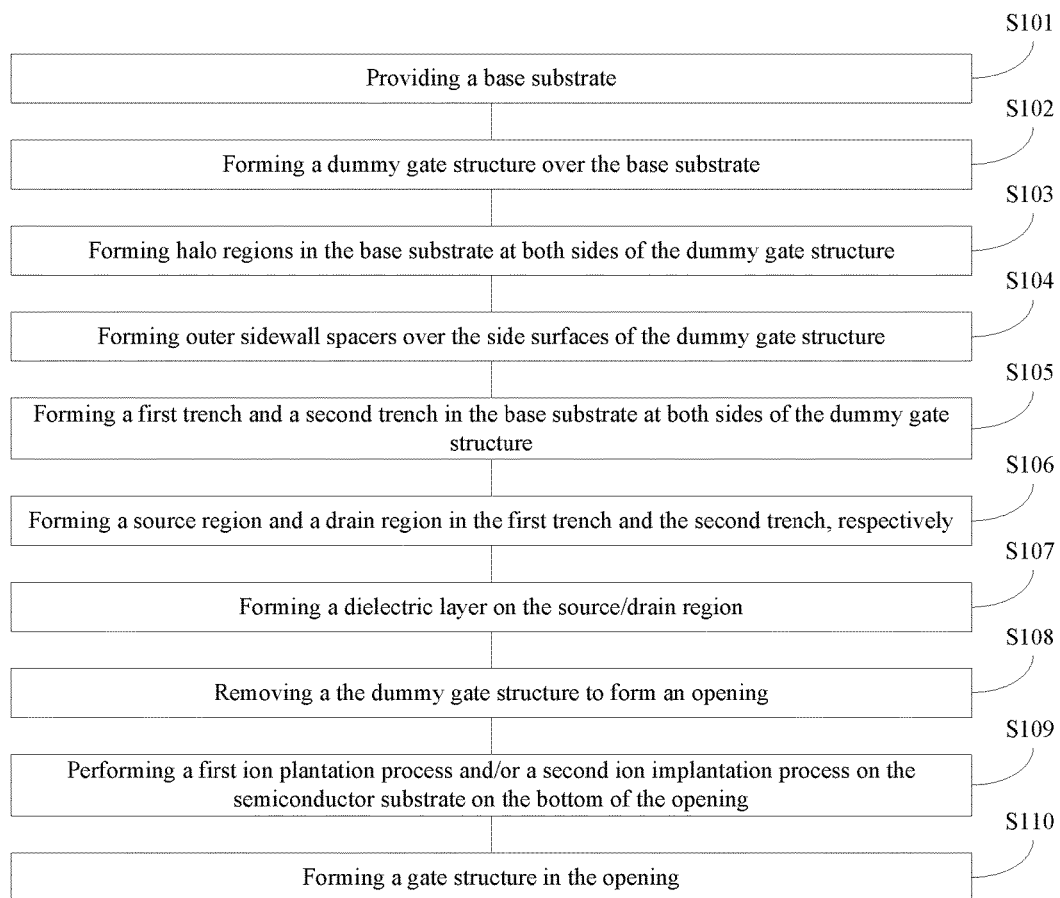 S101
Providing a base substrate
S102
Forming a dummy gate structure over the base substrate
S103
Forming halo regions in the base substrate at both sides of the dummy gate structure
S104
Forming outer sidewall spacers over the side surfaces of the dummy gate structure
S105
Forming a first trench and a second trench in the base substrate at both sides of the dummy gate
structure
S106
Forming a source region and a drain region in the first trench and the second trench, respectively
S107
Forming a dielectric layer on the source/drain region
S108
Removing a the dummy gate structure to form an opening
S109
Performing a first ion plantation process and/or a second ion implantation process on the
semiconductor substrate on the bottom of the opening
S110
Forming a gate structure in the opening